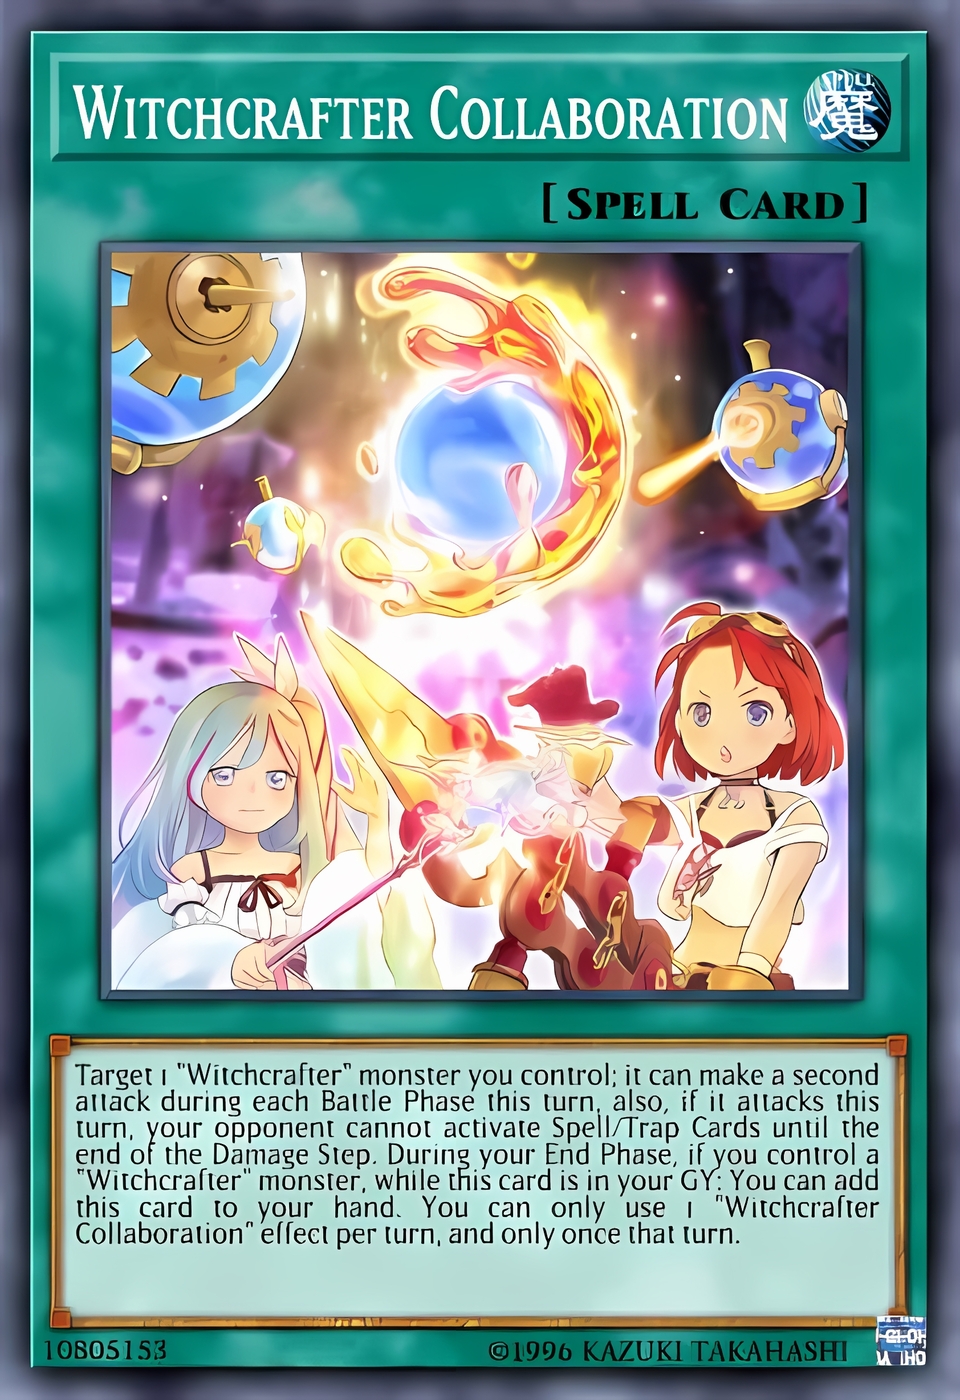 WITCHCRAFTER COLLABORATION 魔
[SPELL CARD]
Target 1 "Witchcrafter" monster you control; it can make a second
attack during each Battle Phase this turn, also, if it attacks this
turn, your opponent cannot activate Spell/Trap Cards until the
end of the Damage Step. During your End Phase, if you control a
"Witchcrafter" monster, while this card is in your GY: You can add
this card to your hand. You can only use 1 "Witchcrafter
Collaboration" effect per turn, and only once that turn.
10805153 ©1996 KAZUKI TAKAHASHI